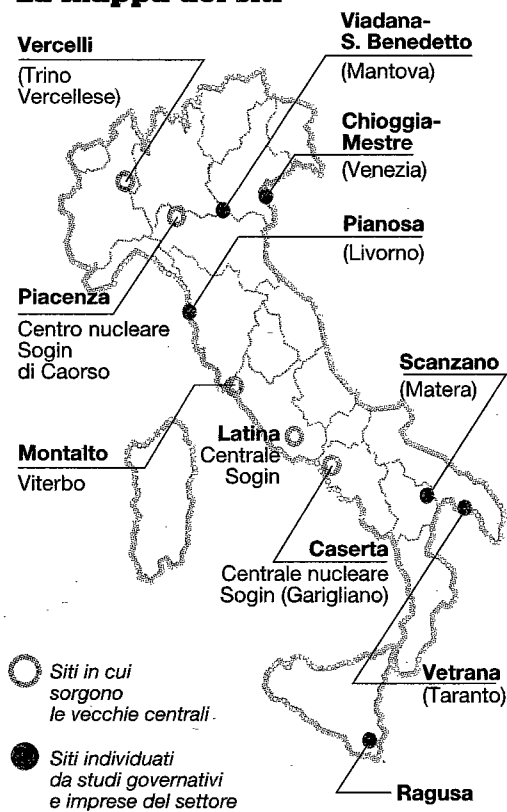 La mappa dei siti
Vercelli
(Trino
Vercellese)
Viadana-
S. Benedetto
(Mantova)
Chioggia-
Mestre
(Venezia)
Pianosa
(Livorno)
Piacenza
Centro nucleare
Sogin
di Caorso
Scanzano
(Matera)
Montalto
Viterbo
Latina
Centrale
Sogin
Caserta
Centrale nucleare
Sogin (Garigliano)
Vetrana
(Taranto)
Ragusa
Siti in cui
sorgono
le vecchie centrali
Siti individuati
da studi governativi
e imprese del settore